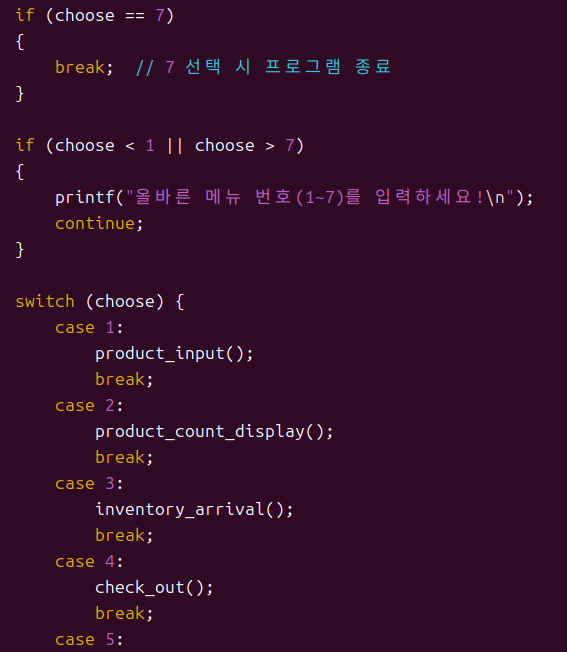 if (choose == 7)
{
    break;  // 7 선택 시 프로그램 종료
}

if (choose < 1 || choose > 7)
{
    printf("올바른 메뉴 번호(1~7)를 입력하세요!\n");
    continue;
}

switch (choose) {
    case 1:
        product_input();
        break;
    case 2:
        product_count_display();
        break;
    case 3:
        inventory_arrival();
        break;
    case 4:
        check_out();
        break;
    case 5: